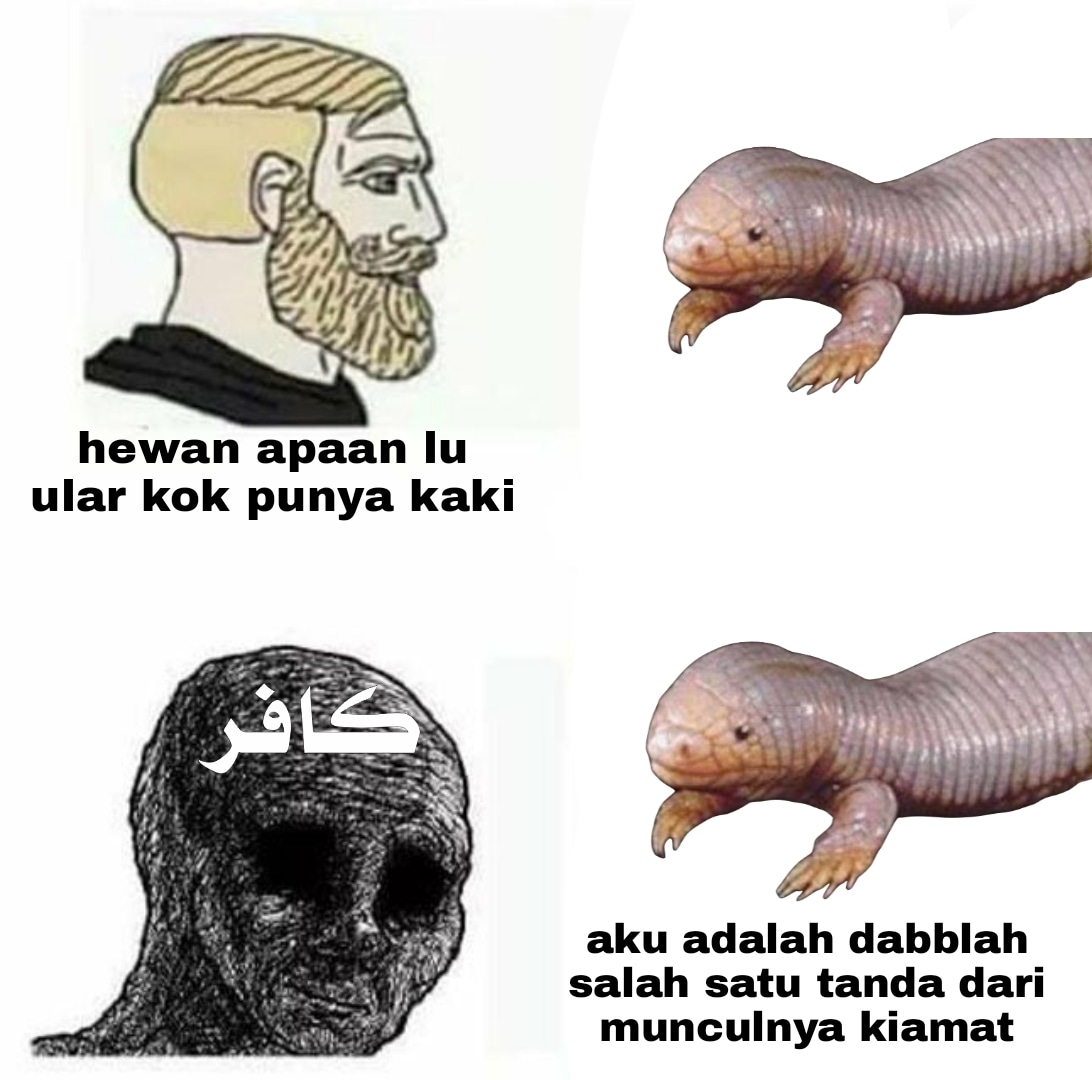 hewan apaan lu
ular kok punya kaki
كافر
aku adalah dabblah
salah satu tanda dari
munculnya kiamat